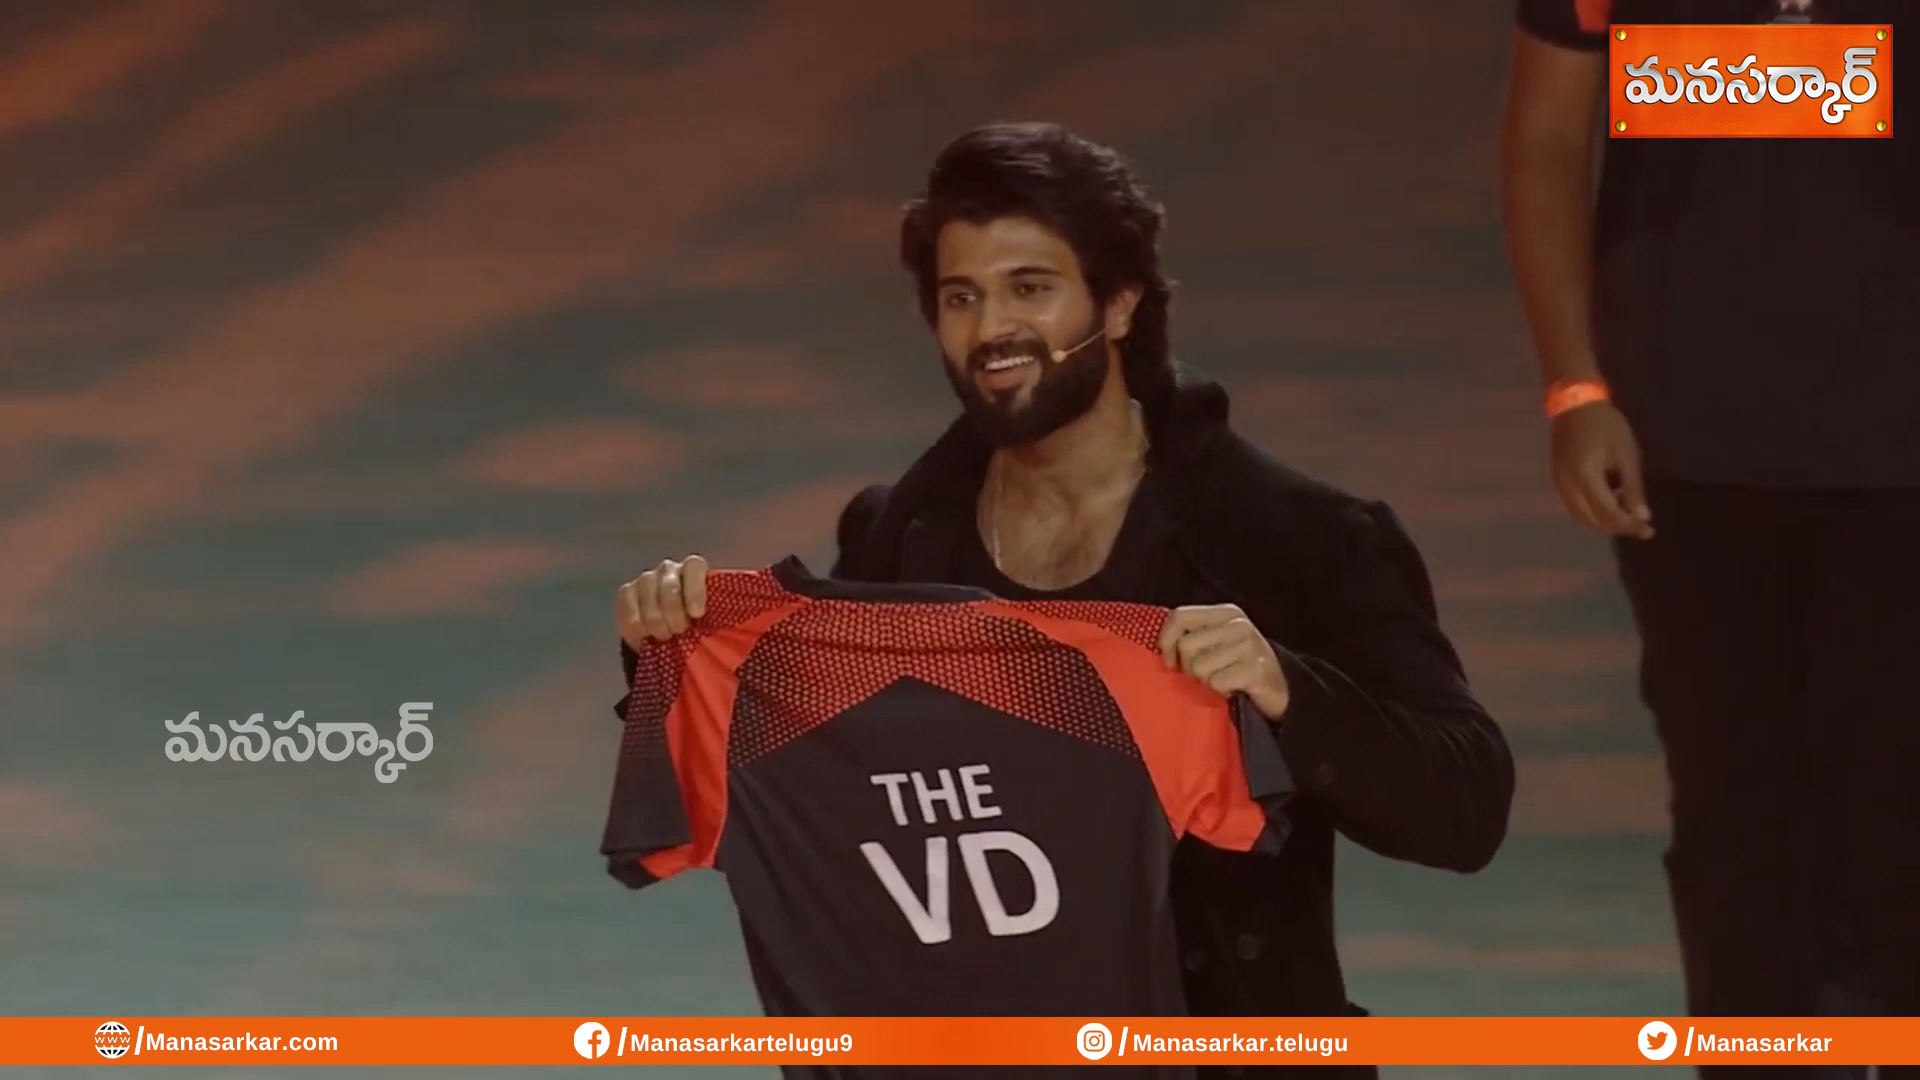 మనసర్కార్
మనసర్కార్
THE
VD
/Manasarkar.com
/Manasarkartelugu9
/Manasarkar.telugu
/Manasarkar